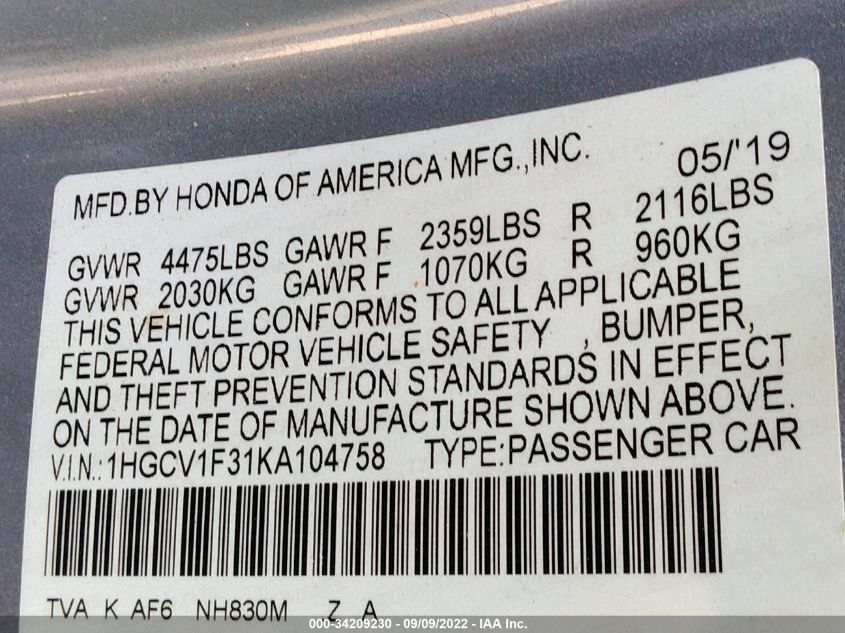 MFD.BY HONDA OF AMERICA MFG.,INC. 05/'19
GVWR 4475LBS GAWR F 2359LBS R 2116LBS
GVWR 2030KG GAWR F 1070KG R 960KG
THIS VEHICLE CONFORMS TO ALL APPLICABLE
FEDERAL MOTOR VEHICLE SAFETY , BUMPER,
AND THEFT PREVENTION STANDARDS IN EFFECT
ON THE DATE OF MANUFACTURE SHOWN ABOVE.
V.I.N.:1HGCV1F31KA104758 TYPE:PASSENGER CAR
TVA K AF6 NH830M Z A
000-34209230 - 09/09/2022 - IAA Inc.